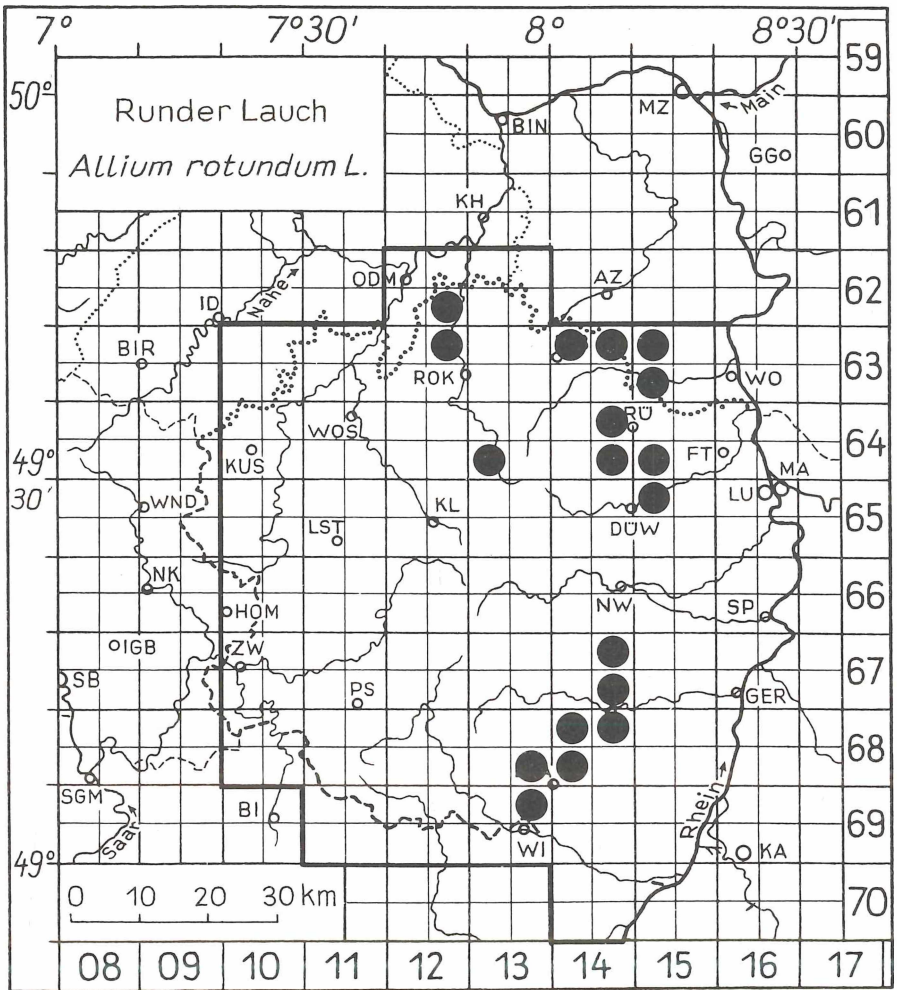 7° 7°30' 8° 8°30'
59
50°
Runder Lauch
Allium rotundum L.
MZ
Main
BIN
60
GG
KH
61
ODM
AZ
62
Nahe
ID
BIR
63
ROK
WO
WOS
RÜ
64
KUS
FT
49°
30'
MA
WND
LU
KL
65
LST
DÜW
NK
66
HOM
NW
SP
IGB
ZW
67
SB
PS
GER
68
SGM
BI
Rhein
69
Saar
WI
KA
49°
0 10 20 30 km
70
08 09 10 11 12 13 14 15 16 17